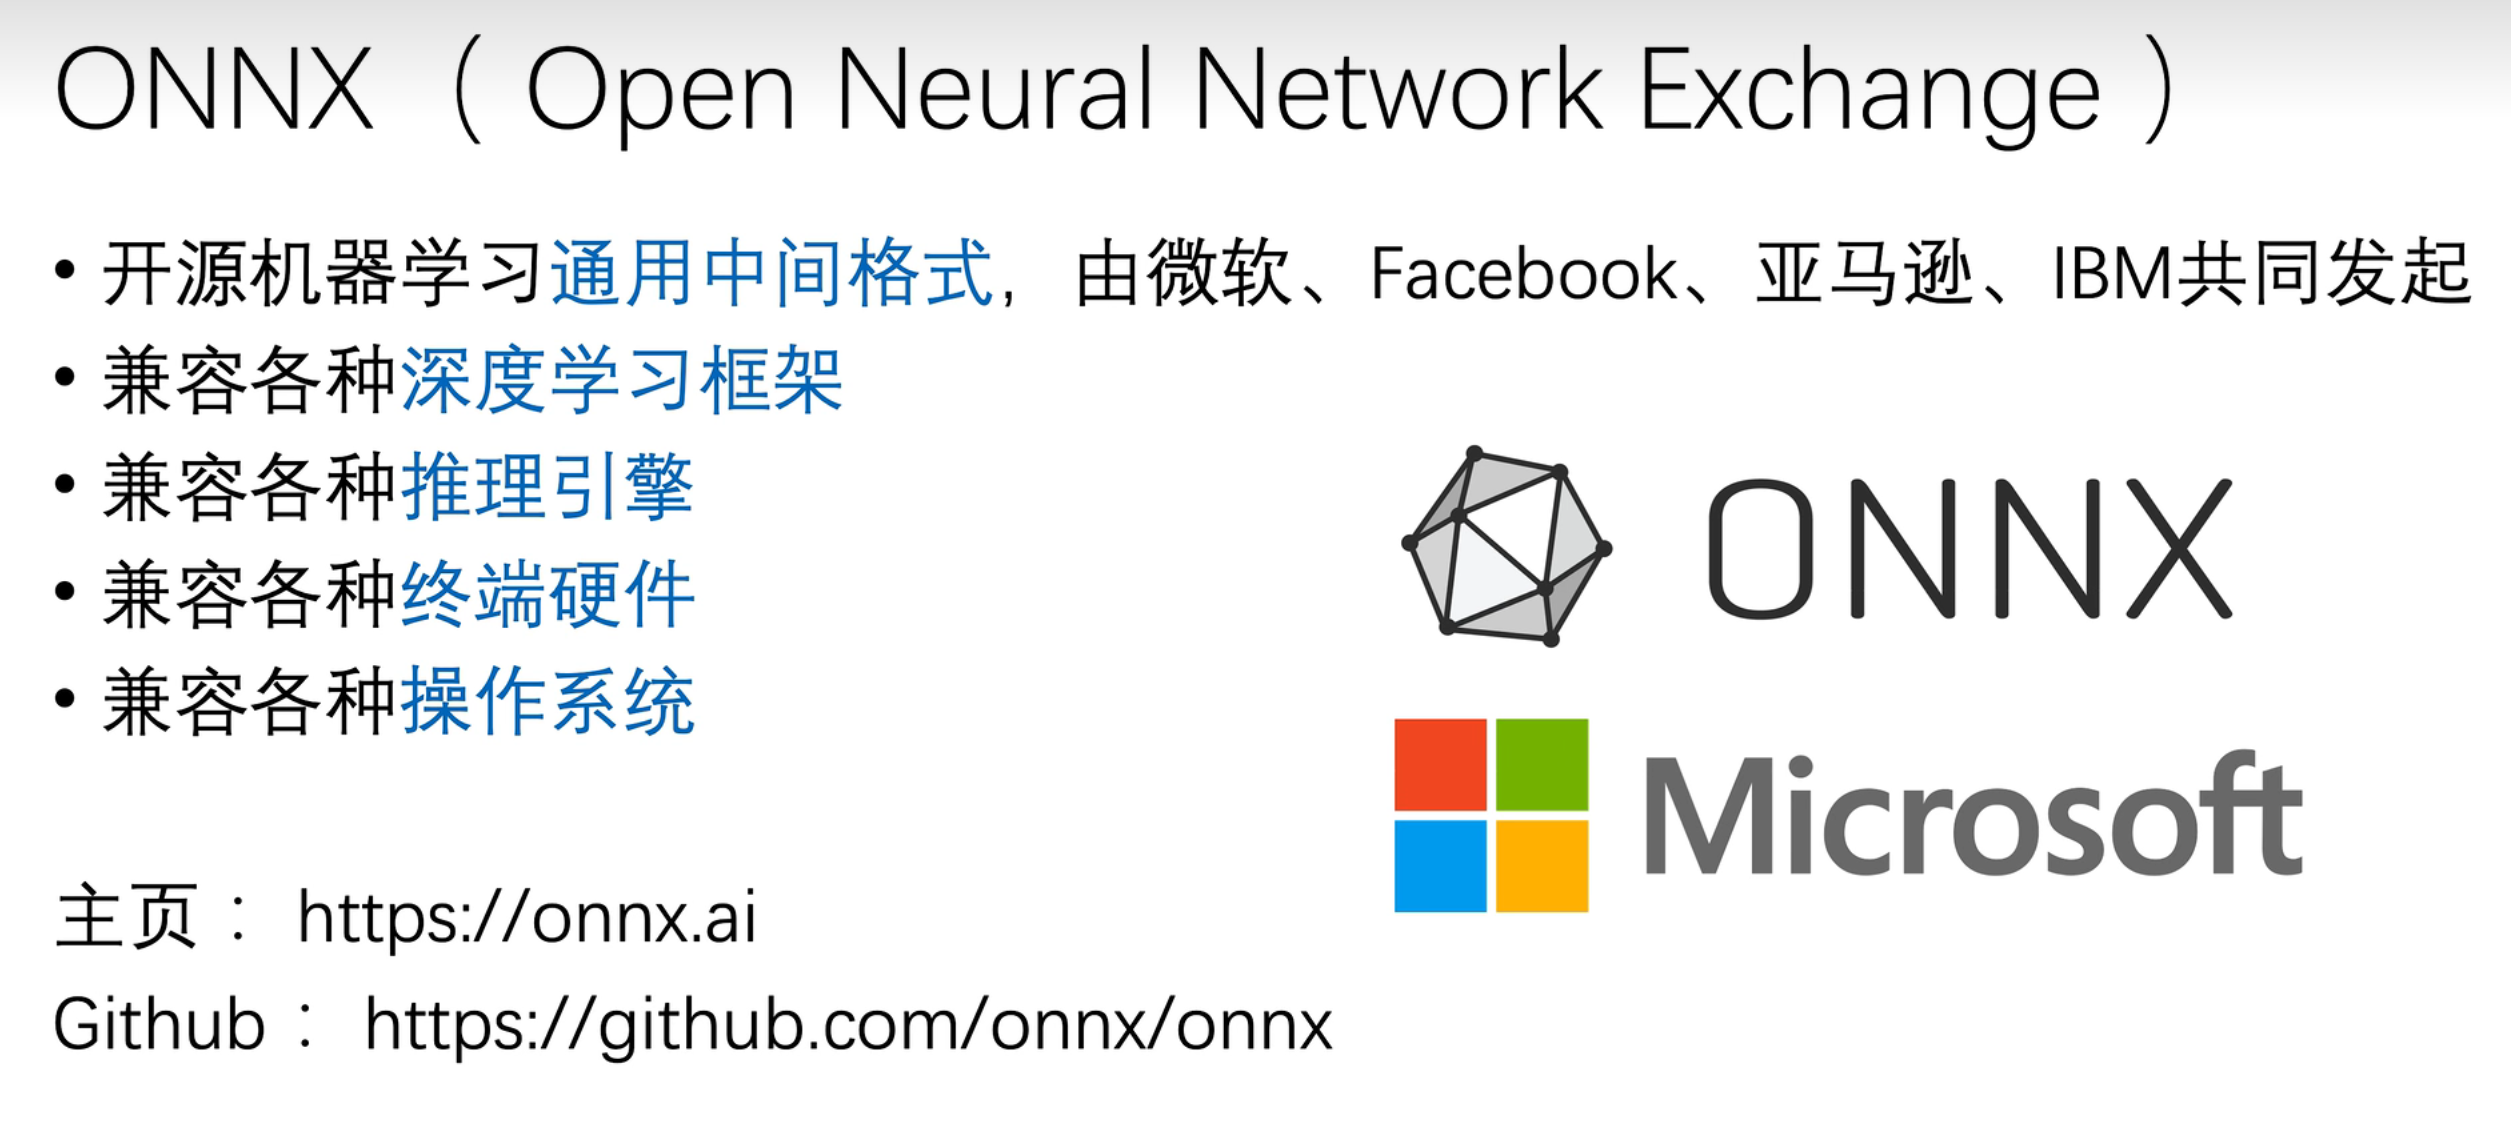 ONNX（Open Neural Network Exchange）
• 开源机器学习通用中间格式，由微软、Facebook、亚马逊、IBM共同发起
• 兼容各种深度学习框架
• 兼容各种推理引擎
• 兼容各种终端硬件
• 兼容各种操作系统
ONNX
Microsoft
主页：https://onnx.ai
Github：https://github.com/onnx/onnx